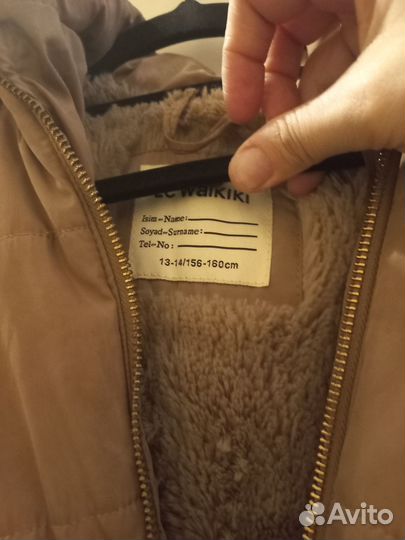 LC Waikiki
İsim-Name:
Soyad-Surname:
Tel-No:
13-14/156-160cm
Avito